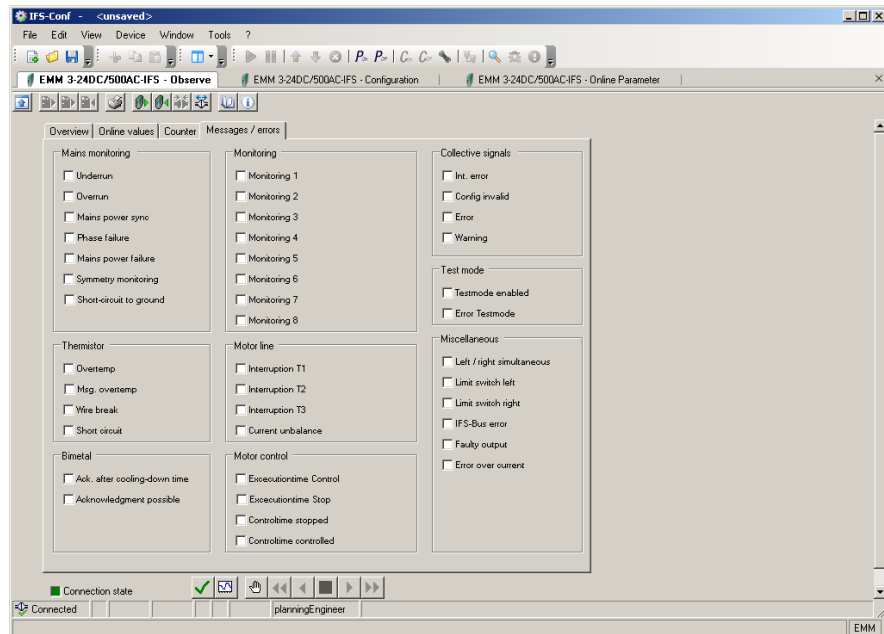 IFS-Conf - <unsaved>
File Edit View Device Window Tools ?
EMM 3-24DC/500AC-IFS - Observe EMM 3-24DC/500AC-IFS - Configuration EMM 3-24DC/500AC-IFS - Online Parameter
Overview Online values Counter Messages / errors
Mains monitoring
Underrun
Overrun
Mains power sync
Phase failure
Mains power failure
Symmetry monitoring
Short-circuit to ground
Thermistor
Overtemp
Msg. overtemp
Wire break
Short circuit
Bimetal
Ack. after cooling-down time
Acknowledgment possible
Monitoring
Monitoring 1
Monitoring 2
Monitoring 3
Monitoring 4
Monitoring 5
Monitoring 6
Monitoring 7
Monitoring 8
Motor line
Interruption T1
Interruption T2
Interruption T3
Current unbalance
Motor control
Excecutiontime Control
Excecutiontime Stop
Controltime stopped
Controltime controlled
Collective signals
Int. error
Config invalid
Error
Warning
Test mode
Testmode enabled
Error Testmode
Miscellaneous
Left / right simultaneous
Limit switch left
Limit switch right
IFS-Bus error
Faulty output
Error over current
Connection state
Connected planningEngineer
EMM